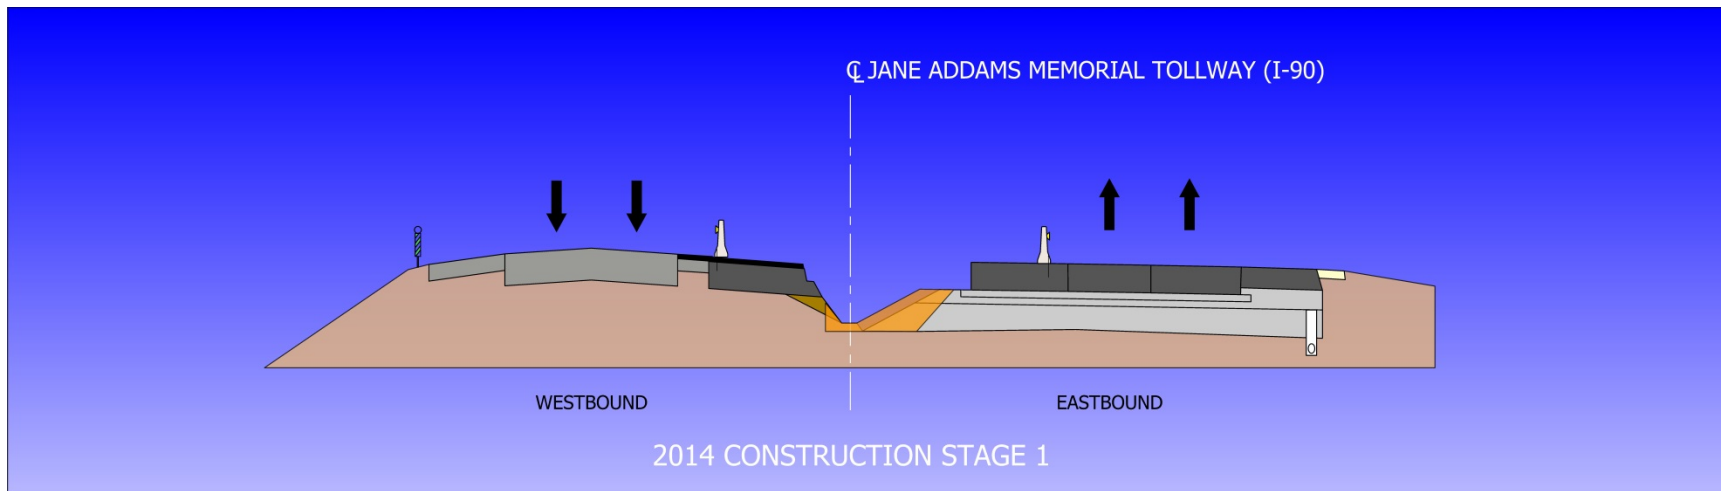 ℄ JANE ADDAMS MEMORIAL TOLLWAY (I-90)
WESTBOUND
EASTBOUND
2014 CONSTRUCTION STAGE 1